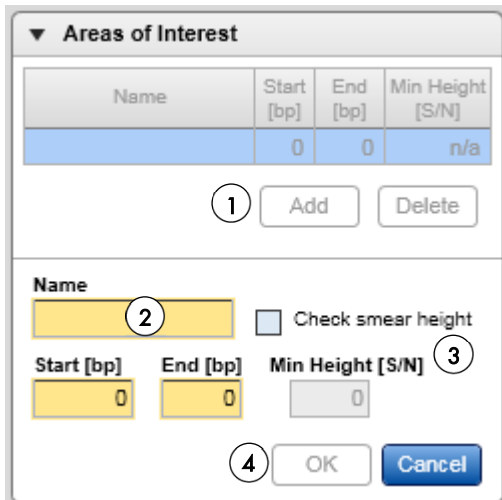 ▼ Areas of Interest
Name Start [bp] End [bp] Min Height [S/N]
0 0 n/a
1 Add Delete
Name
2 Check smear height
3
Start [bp] End [bp] Min Height [S/N]
0 0 0
4 OK Cancel